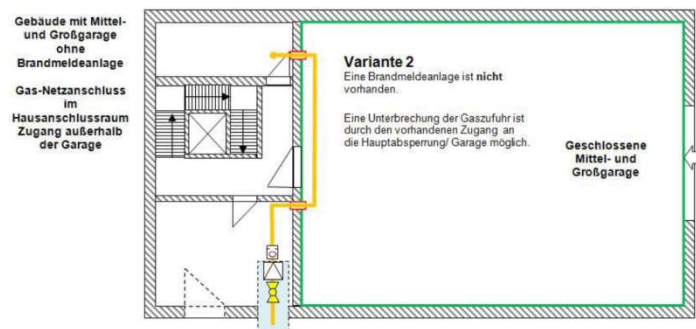 Gebäude mit Mittel-
und Großgarage
ohne
Brandmeldeanlage
Gas-Netzanschluss
im
Hausanschlussraum
Zugang außerhalb
der Garage
Variante 2
Eine Brandmeldeanlage ist nicht
vorhanden.
Eine Unterbrechung der Gaszufuhr ist
durch den vorhandenen Zugang an
die Hauptabsperrung/ Garage möglich.
Geschlossene
Mittel- und
Großgarage